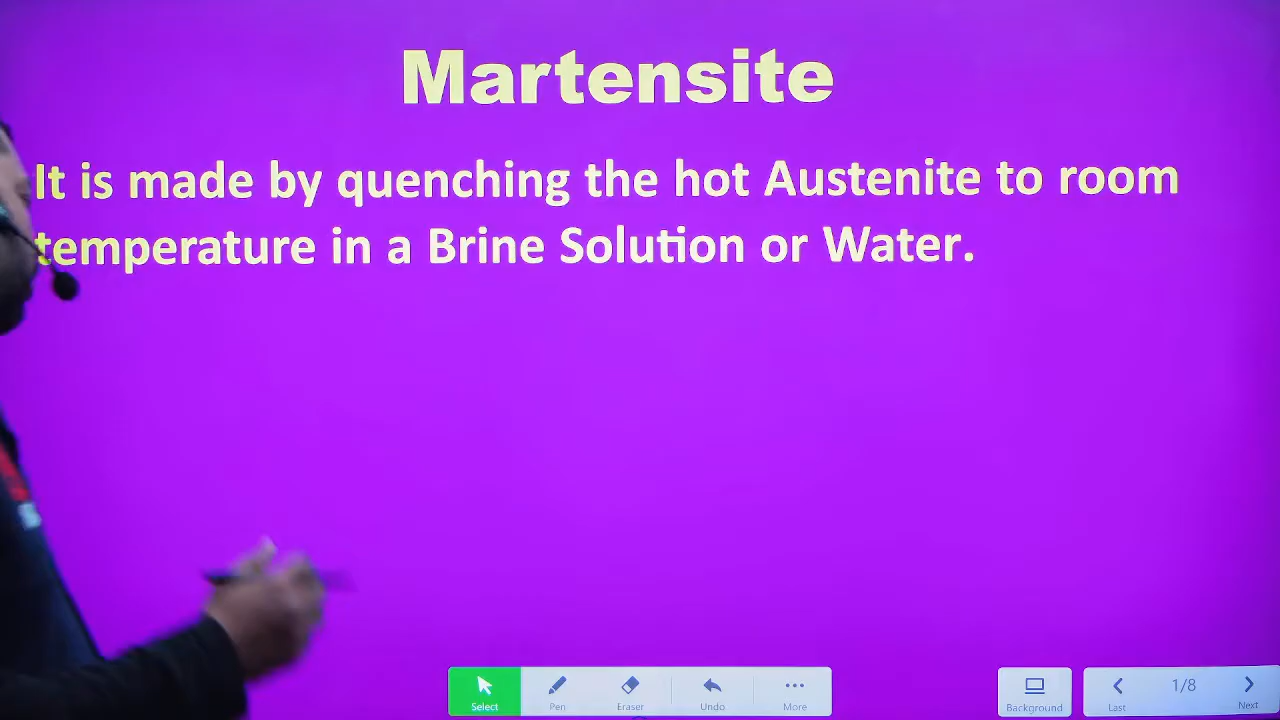 Martensite
It is made by quenching the hot Austenite to room
temperature in a Brine Solution or Water.
Select
Pen
Eraser
Undo
More
Background
Last
1/8
Next